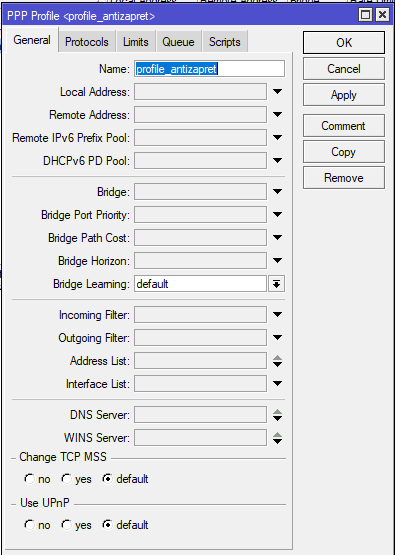 PPP Profile <profile_antizapret>
General Protocols Limits Queue Scripts
OK
Cancel
Apply
Comment
Copy
Remove
Name: profile_antizapret
Local Address:
Remote Address:
Remote IPv6 Prefix Pool:
DHCPv6 PD Pool:
Bridge:
Bridge Port Priority:
Bridge Path Cost:
Bridge Horizon:
Bridge Learning: default
Incoming Filter:
Outgoing Filter:
Address List:
Interface List:
DNS Server:
WINS Server:
Change TCP MSS
no yes default
Use UPnP
no yes default